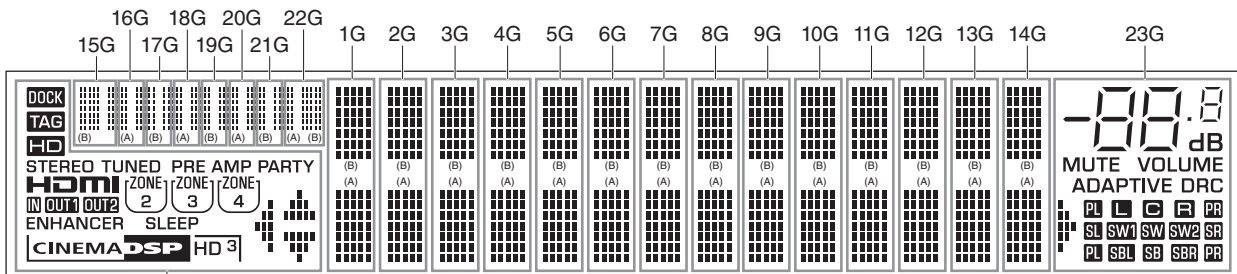 16G 18G 20G 22G
15G 17G 19G 21G 1G 2G 3G 4G 5G 6G 7G 8G 9G 10G 11G 12G 13G 14G 23G
DOCK
TAG
HD
(B) (A) (B) (A) (B) (A) (B) (A) (B)
STEREO TUNED PRE AMP PARTY
HDMI ZONE 2 ZONE 3 ZONE 4
IN OUT1 OUT2
ENHANCER SLEEP
CINEMA DSP HD 3
(B) (B) (B) (B) (B) (B) (B) (B) (B) (B) (B) (B) (B) (B)
(A) (A) (A) (A) (A) (A) (A) (A) (A) (A) (A) (A) (A) (A)
-88.8
dB
MUTE VOLUME
ADAPTIVE DRC
PL L C R PR
SL SW1 SW SW2 SR
PL SBL SB SBR PR